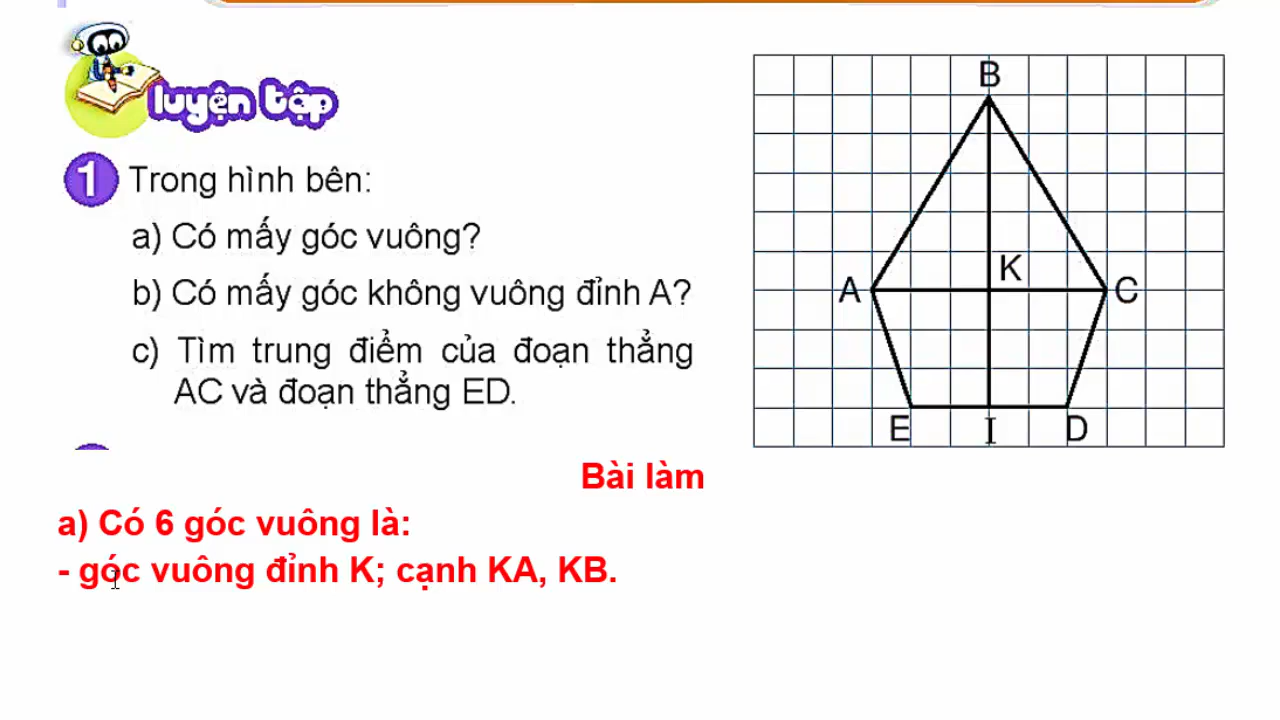 luyện tập
1 Trong hình bên:
a) Có mấy góc vuông?
b) Có mấy góc không vuông đỉnh A?
c) Tìm trung điểm của đoạn thẳng
AC và đoạn thẳng ED.
B
K
A
C
E
I
D
Bài làm
a) Có 6 góc vuông là:
- góc vuông đỉnh K; cạnh KA, KB.